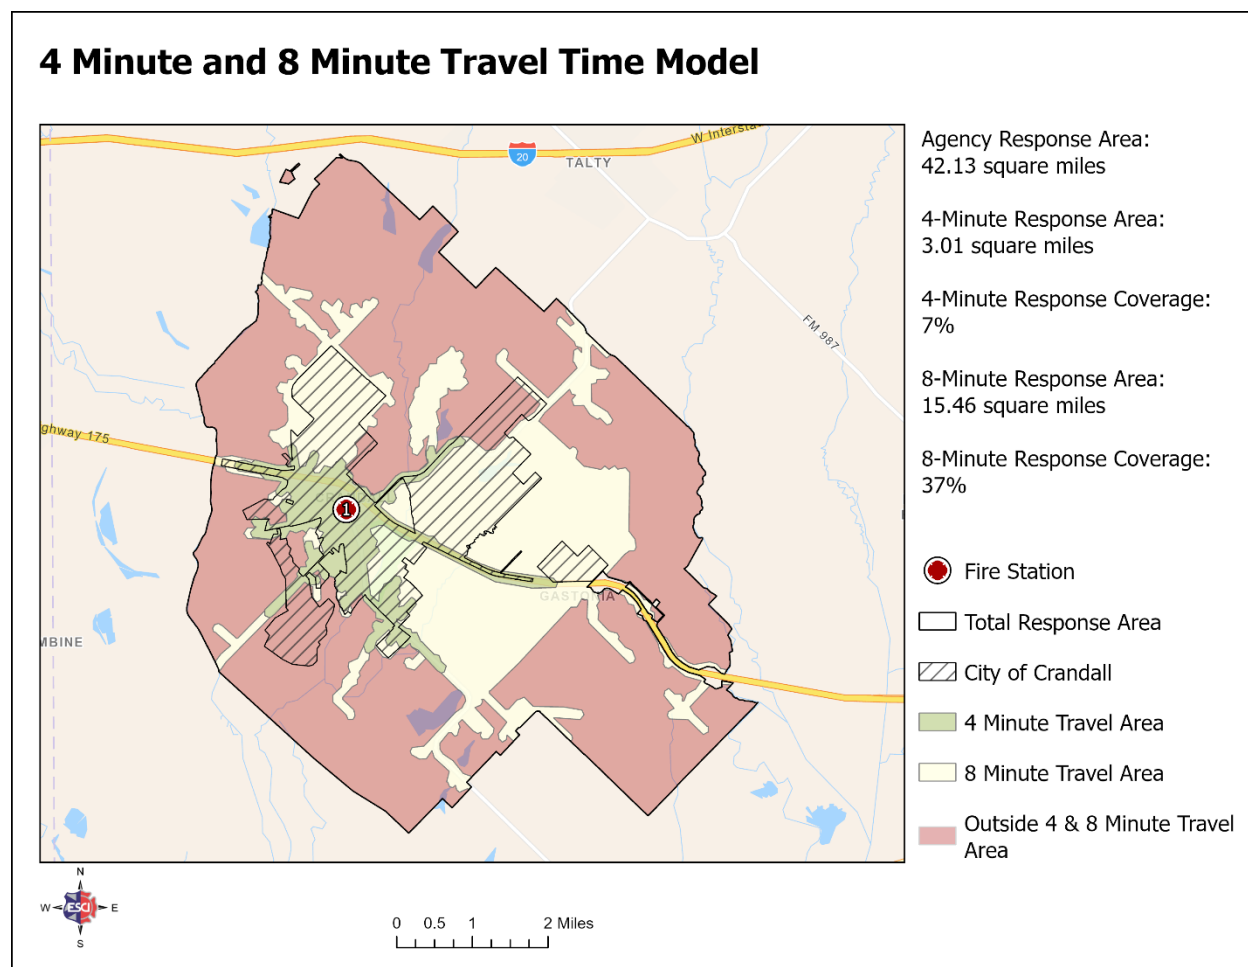 4 Minute and 8 Minute Travel Time Model
W Interst
20
TALTY
FM 987
ghway 175
1
GASTONIA
MBINE
Agency Response Area:
42.13 square miles
4-Minute Response Area:
3.01 square miles
4-Minute Response Coverage:
7%
8-Minute Response Area:
15.46 square miles
8-Minute Response Coverage:
37%
Fire Station
Total Response Area
City of Crandall
4 Minute Travel Area
8 Minute Travel Area
Outside 4 & 8 Minute Travel
Area
N
W
ESCI
E
S
0 0.5 1 2 Miles